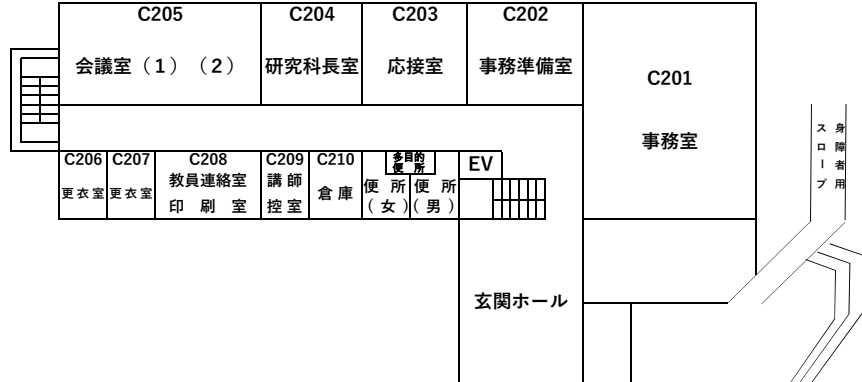 C205
会議室（１）（２）
C204
研究科長室
C203
応接室
C202
事務準備室
C201
事務室
身障者用
スロープ
C206
更衣室
C207
更衣室
C208
教員連絡室
印刷室
C209
講師
控室
C210
倉庫
多目的
便所
便所
(女)
便所
(男)
EV
玄関ホール